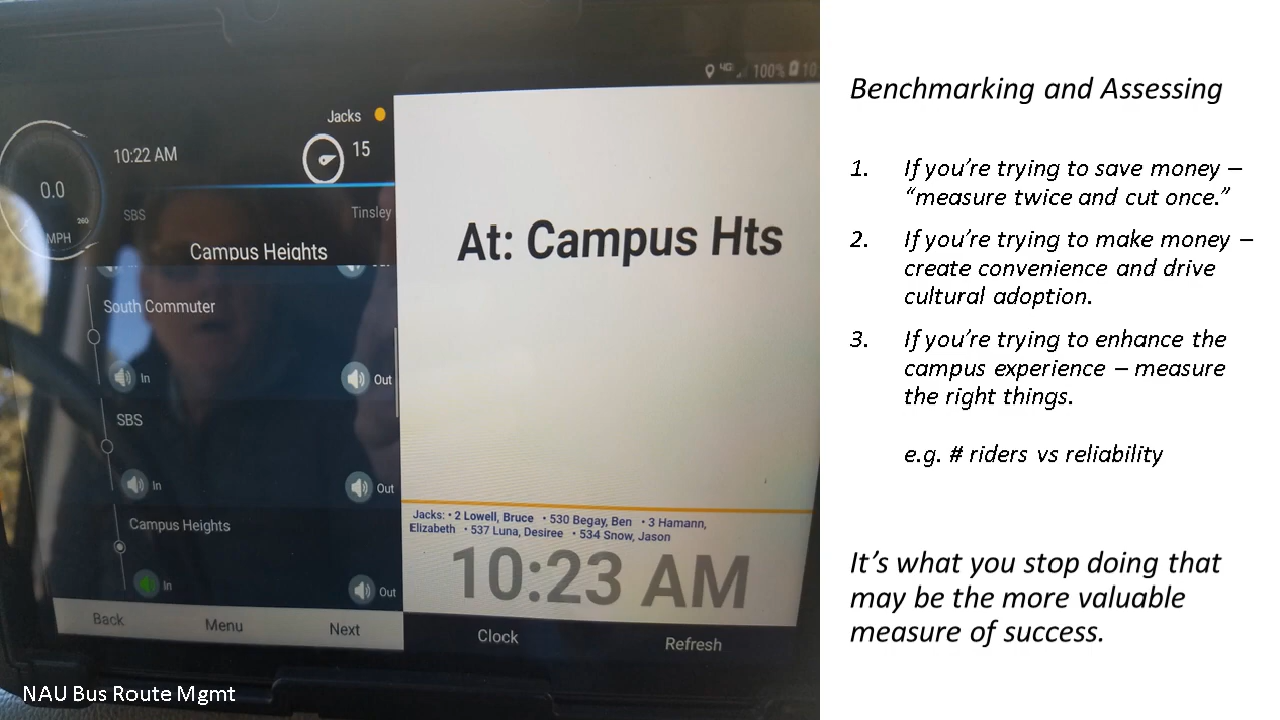 4G 100% 10
Jacks
10:22 AM
15
0.0
260
MPH
SBS
Tinsley
Campus Heights
In
Out
South Commuter
In
Out
SBS
In
Out
Campus Heights
In
Out
Back
Menu
Next
At: Campus Hts
Jacks: • 2 Lowell, Bruce • 530 Begay, Ben • 3 Hamann,
Elizabeth • 537 Luna, Desiree • 534 Snow, Jason
10:23 AM
Clock
Refresh
NAU Bus Route Mgmt
Benchmarking and Assessing
1. If you’re trying to save money –
“measure twice and cut once.”
2. If you’re trying to make money –
create convenience and drive
cultural adoption.
3. If you’re trying to enhance the
campus experience – measure
the right things.
e.g. # riders vs reliability
It’s what you stop doing that
may be the more valuable
measure of success.